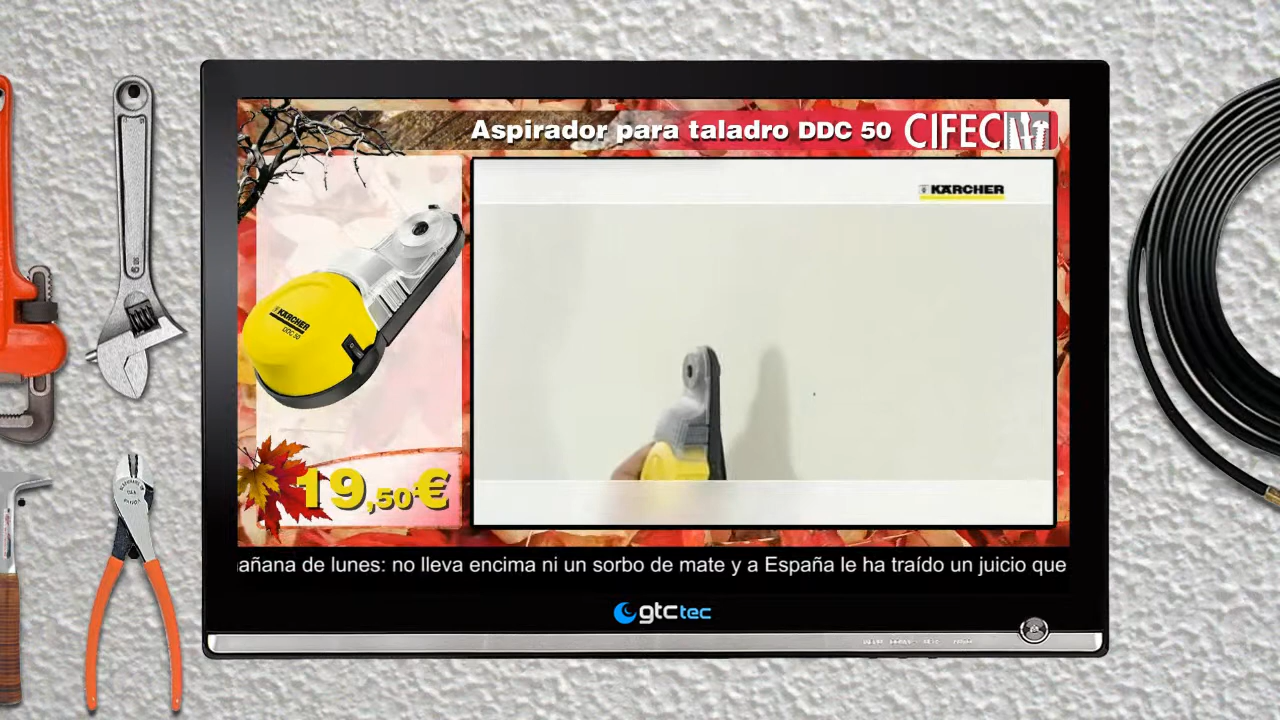 Aspirador para taladro DDC 50 CIFEC
KÄRCHER
KÄRCHER
DDC 50
19,50€
añana de lunes: no lleva encima ni un sorbo de mate y a España le ha traído un juicio que
gtctec